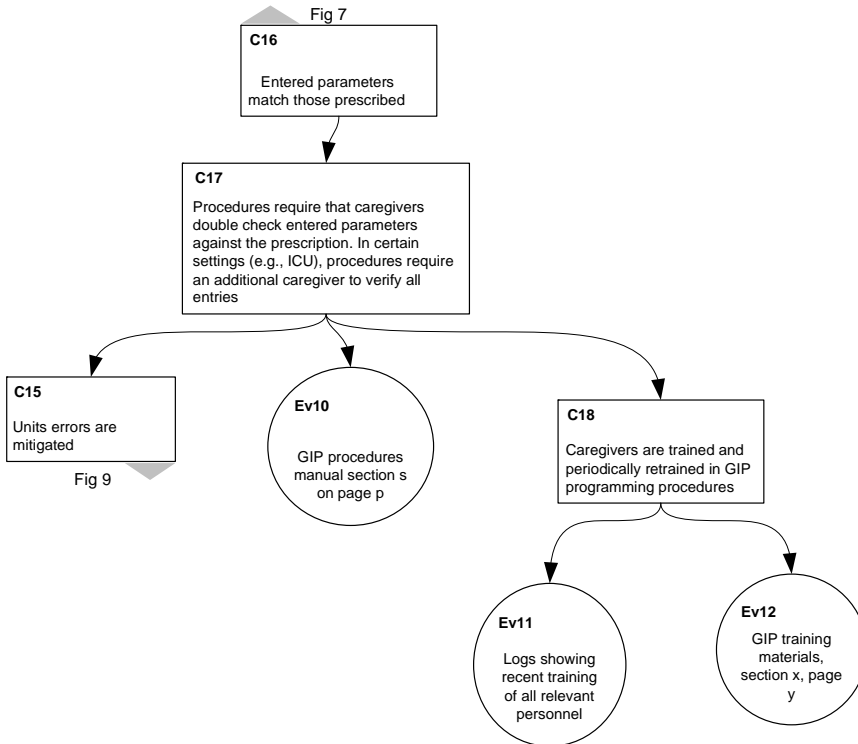 Fig 7
C16
Entered parameters
match those prescribed
C17
Procedures require that caregivers
double check entered parameters
against the prescription. In certain
settings (e.g., ICU), procedures require
an additional caregiver to verify all
entries
C15
Units errors are
mitigated
Fig 9
Ev10
GIP procedures
manual section s
on page p
C18
Caregivers are trained and
periodically retrained in GIP
programming procedures
Ev11
Logs showing
recent training
of all relevant
personnel
Ev12
GIP training
materials,
section x, page
y